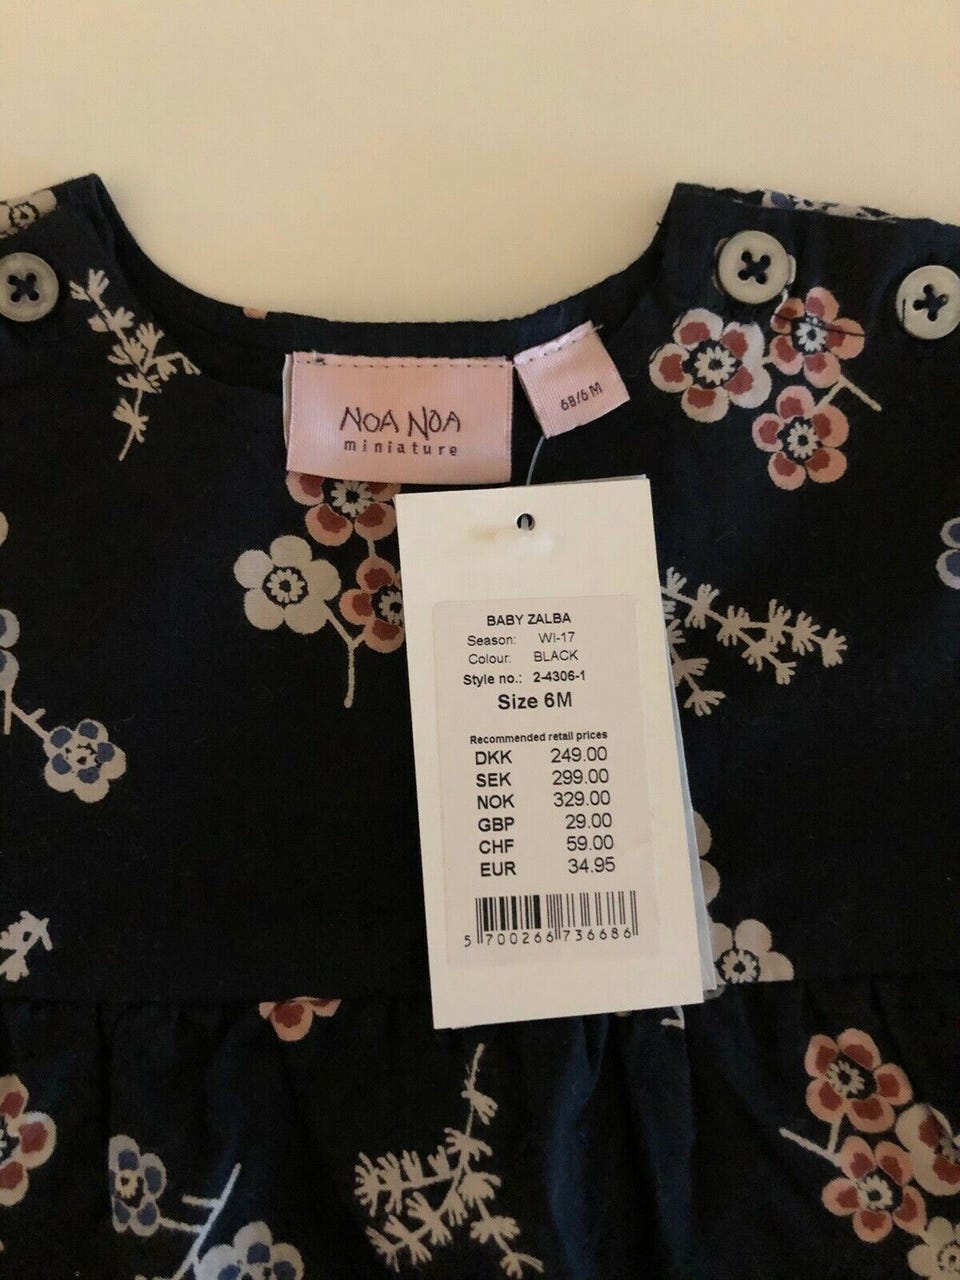 NOA NOA
miniature
68/6M
BABY ZALBA
Season: WI-17
Colour: BLACK
Style no.: 2-4306-1
Size 6M
Recommended retail prices
DKK 249.00
SEK 299.00
NOK 329.00
GBP 29.00
CHF 59.00
EUR 34.95
5 700266 736686